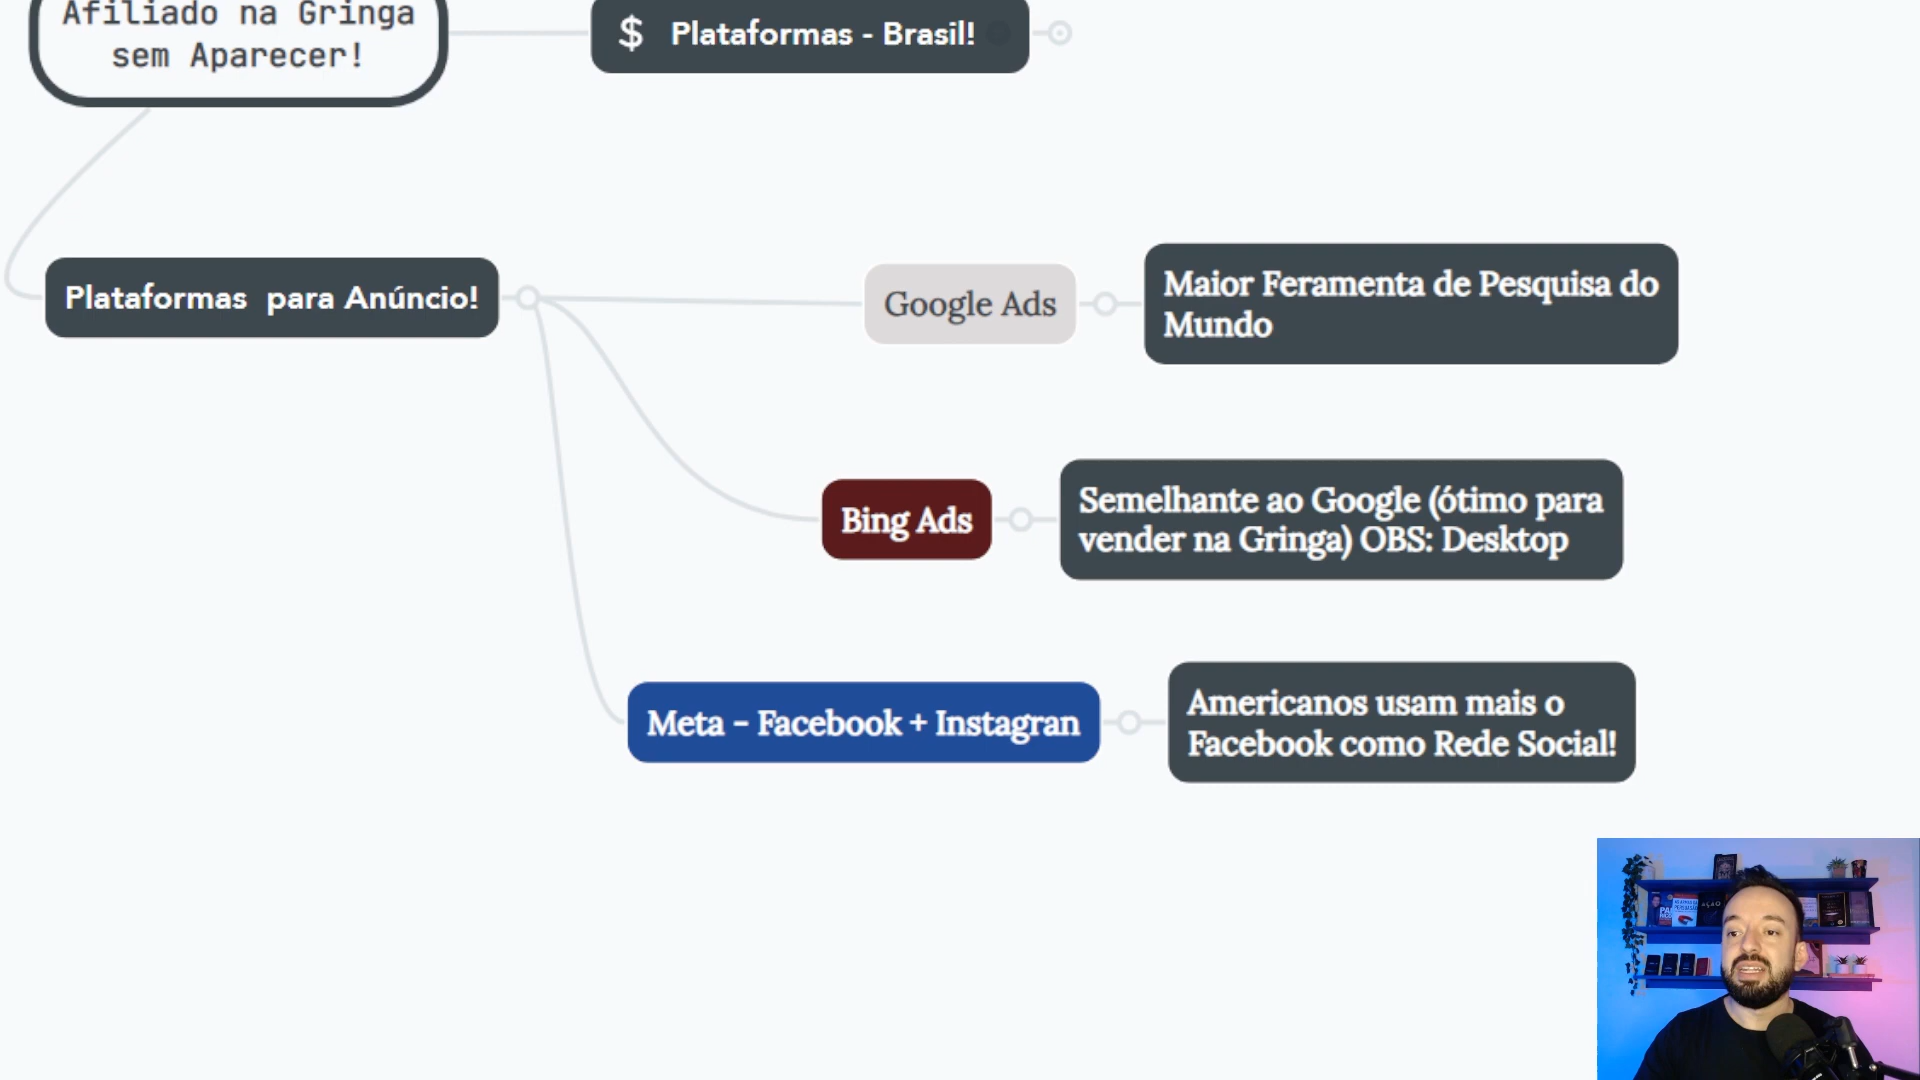 Afiliado na Gringa
sem Aparecer!
$ Plataformas - Brasil!
Plataformas para Anúncio!
Google Ads
Maior Feramenta de Pesquisa do
Mundo
Bing Ads
Semelhante ao Google (ótimo para
vender na Gringa) OBS: Desktop
Meta - Facebook + Instagran
Americanos usam mais o
Facebook como Rede Social!